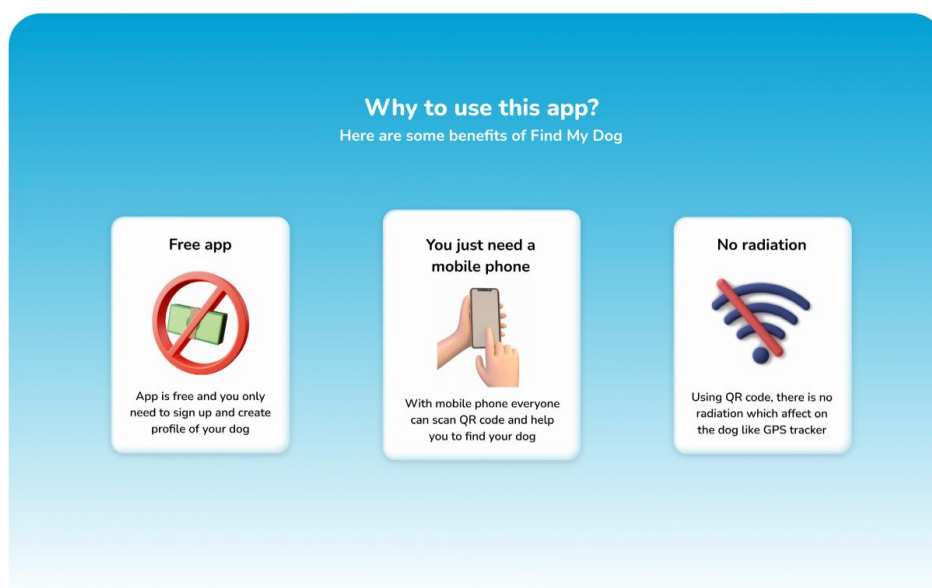 Why to use this app?
Here are some benefits of Find My Dog
Free app
App is free and you only
need to sign up and create
profile of your dog
You just need a
mobile phone
With mobile phone everyone
can scan QR code and help
you to find your dog
No radiation
Using QR code, there is no
radiation which affect on
the dog like GPS tracker